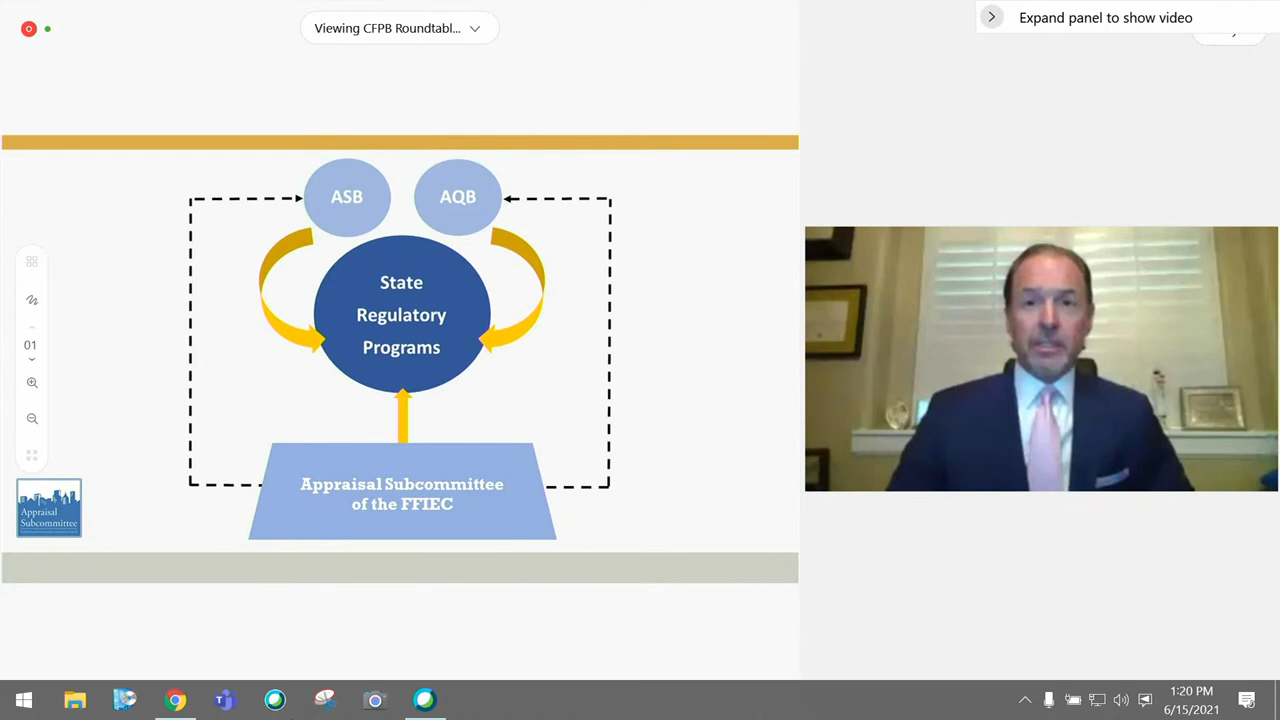 Viewing CFPB Roundtabl...
Expand panel to show video
ASB
AQB
State
Regulatory
Programs
01
Appraisal Subcommittee
of the FFIEC
Appraisal
Subcommittee
1:20 PM
6/15/2021